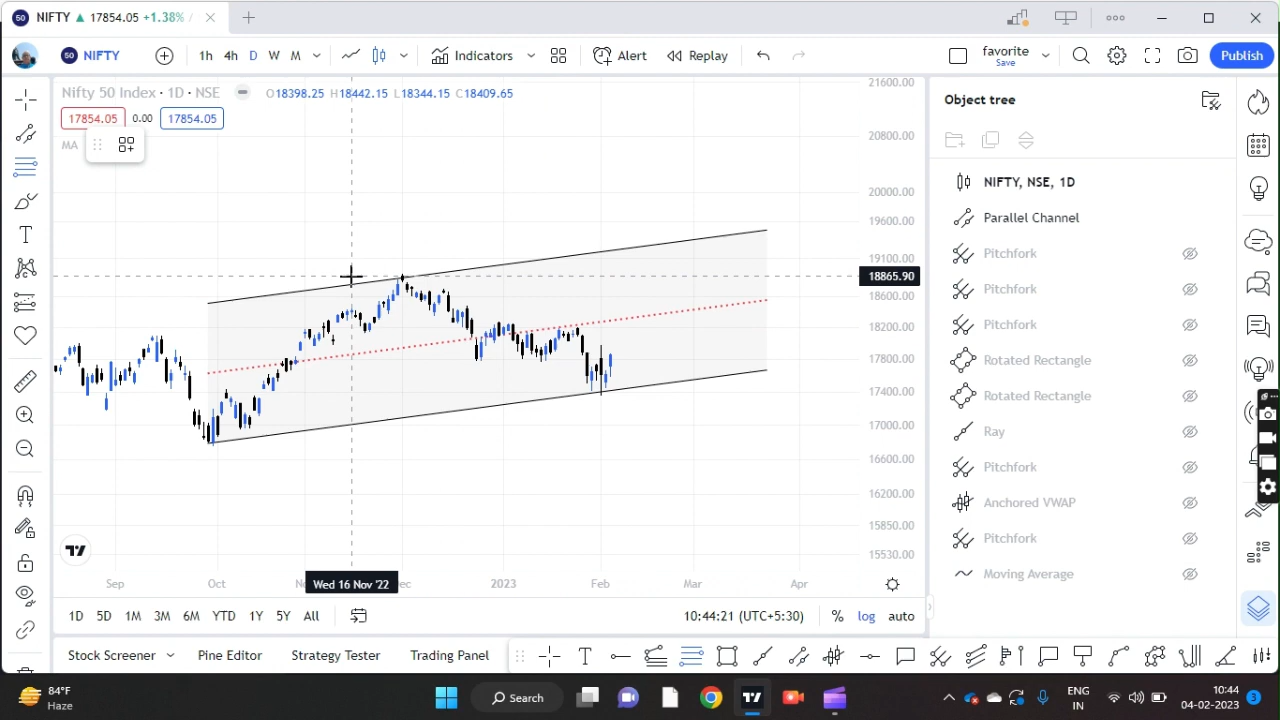 50 NIFTY ▲ 17854.05 +1.38% /
50 NIFTY 1h 4h D W M Indicators Alert Replay favorite Save Publish
Nifty 50 Index · 1D · NSE O18398.25 H18442.15 L18344.15 C18409.65
17854.05 0.00 17854.05
MA
21600.00
20800.00
20000.00
19600.00
19100.00
18865.90
18600.00
18200.00
17800.00
17400.00
17000.00
16600.00
16200.00
15850.00
15530.00
Sep Oct Wed 16 Nov '22 2023 Feb Mar Apr
1D 5D 1M 3M 6M YTD 1Y 5Y All 10:44:21 (UTC+5:30) % log auto
Stock Screener Pine Editor Strategy Tester Trading Panel
Object tree
NIFTY, NSE, 1D
Parallel Channel
Pitchfork
Pitchfork
Pitchfork
Rotated Rectangle
Rotated Rectangle
Ray
Pitchfork
Anchored VWAP
Pitchfork
Moving Average
84°F
Haze
Search
ENG
IN
10:44
04-02-2023
3